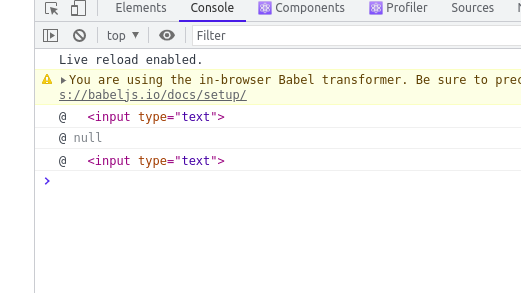 Elements Console Components Profiler Sources
top Filter
Live reload enabled.
You are using the in-browser Babel transformer. Be sure to prec
s://babeljs.io/docs/setup/
@ <input type="text">
@ null
@ <input type="text">